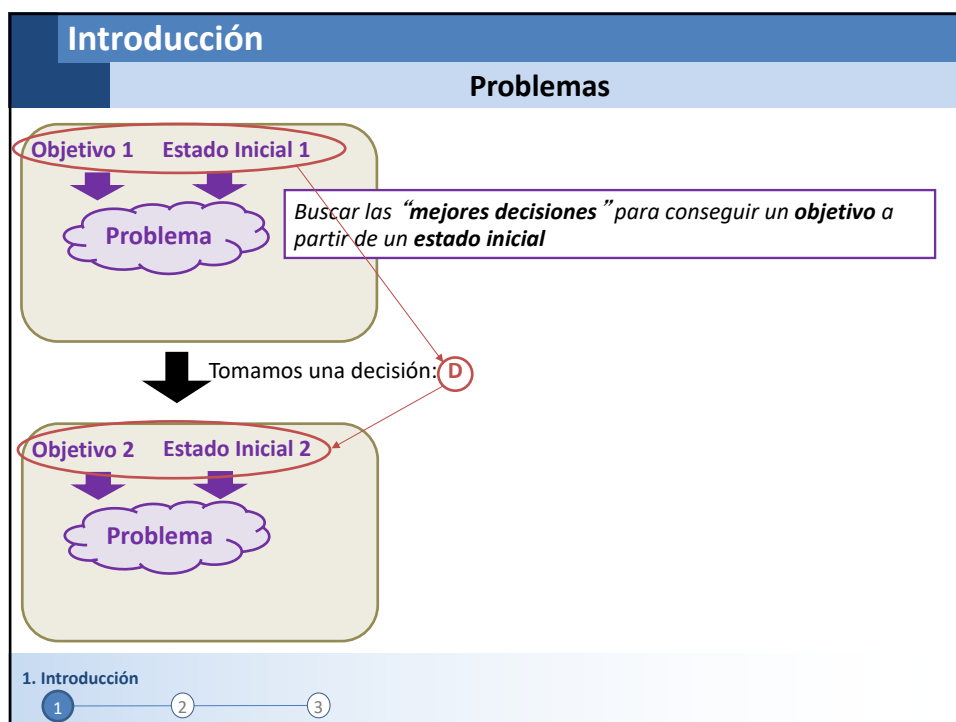 Introducción
Problemas
Objetivo 1 Estado Inicial 1
Problema
Buscar las “mejores decisiones” para conseguir un objetivo a
partir de un estado inicial
Tomamos una decisión: D
Objetivo 2 Estado Inicial 2
Problema
1. Introducción
1 2 3